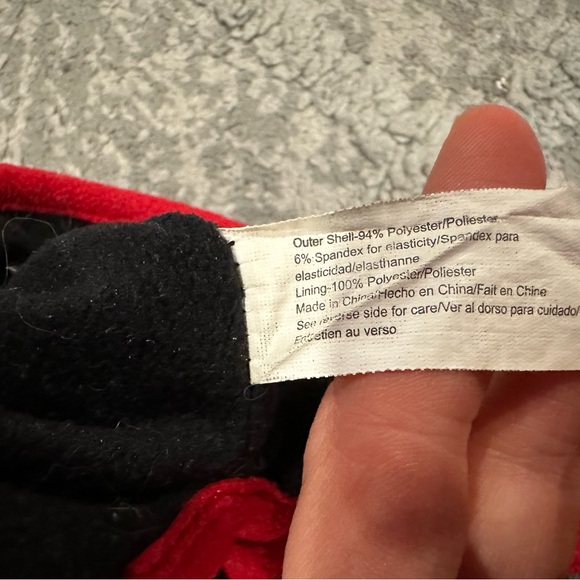 Outer Shell-94% Polyester/Poliester
6% Spandex for elasticity/Spandex para
elasticidad/elasthanne
Lining-100% Polyester/Poliester
Made in China/Hecho en China/Fait en Chine
See reverse side for care/Ver al dorso para cuidado/
Entretien au verso